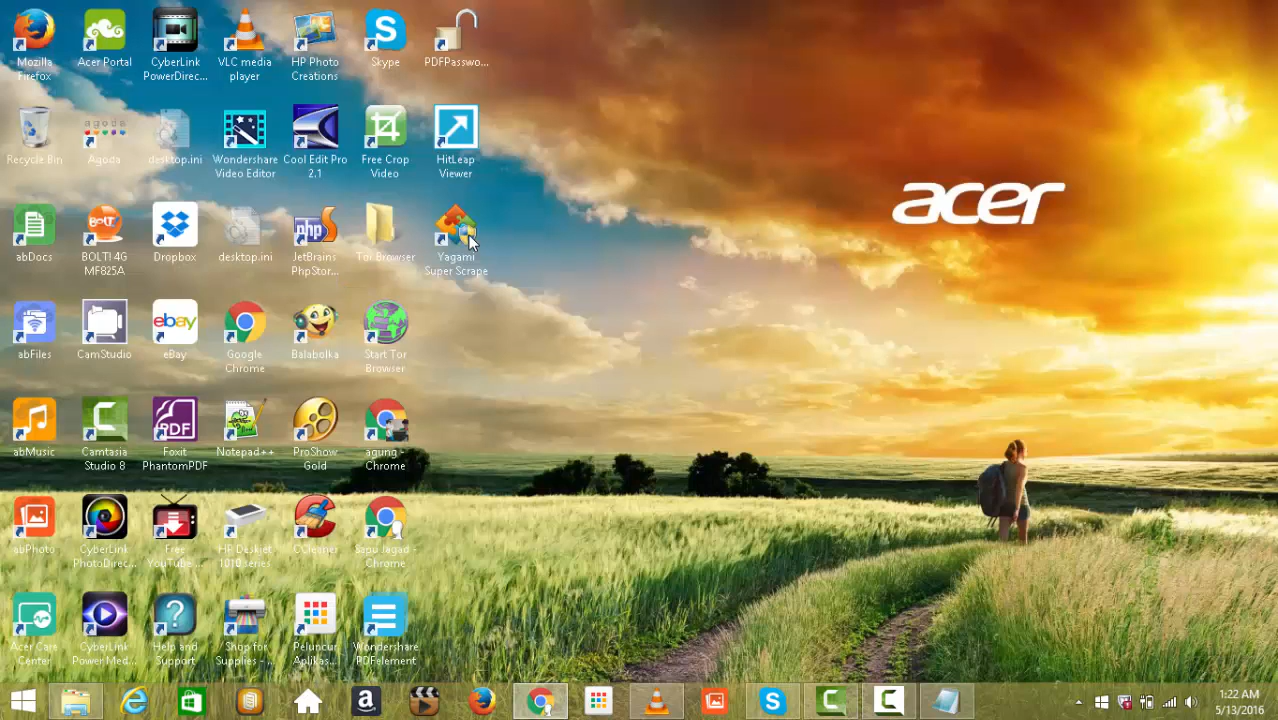 Mozilla
Firefox
Acer Portal
CyberLink
PowerDirec...
VLC media
player
HP Photo
Creations
Skype
PDFPasswo...
Recycle Bin
agoda
Agoda
desktop.ini
Wondershare
Video Editor
Cool Edit Pro
2.1
Free Crop
Video
HitLeap
Viewer
acer
abDocs
BOLT!
BOLT! 4G
MF825A
Dropbox
desktop.ini
php
JetBrains
PhpStor...
Tor Browser
Yagami
Super Scrape
abFiles
CamStudio
ebay
eBay
Google
Chrome
Balabolka
Start Tor
Browser
abMusic
Camtasia
Studio 8
PDF
Foxit
PhantomPDF
Notepad++
ProShow
Gold
agung -
Chrome
abPhoto
CyberLink
PhotoDirec...
Free
YouTube...
HP Deskjet
1010 series
CCleaner
Sapu Jagad -
Chrome
Acer Care
Center
CyberLink
Power Med...
Help and
Support
Shop for
Supplies - ...
Peluncur
Aplikas...
Wondershare
PDFelement
1:22 AM
5/13/2016